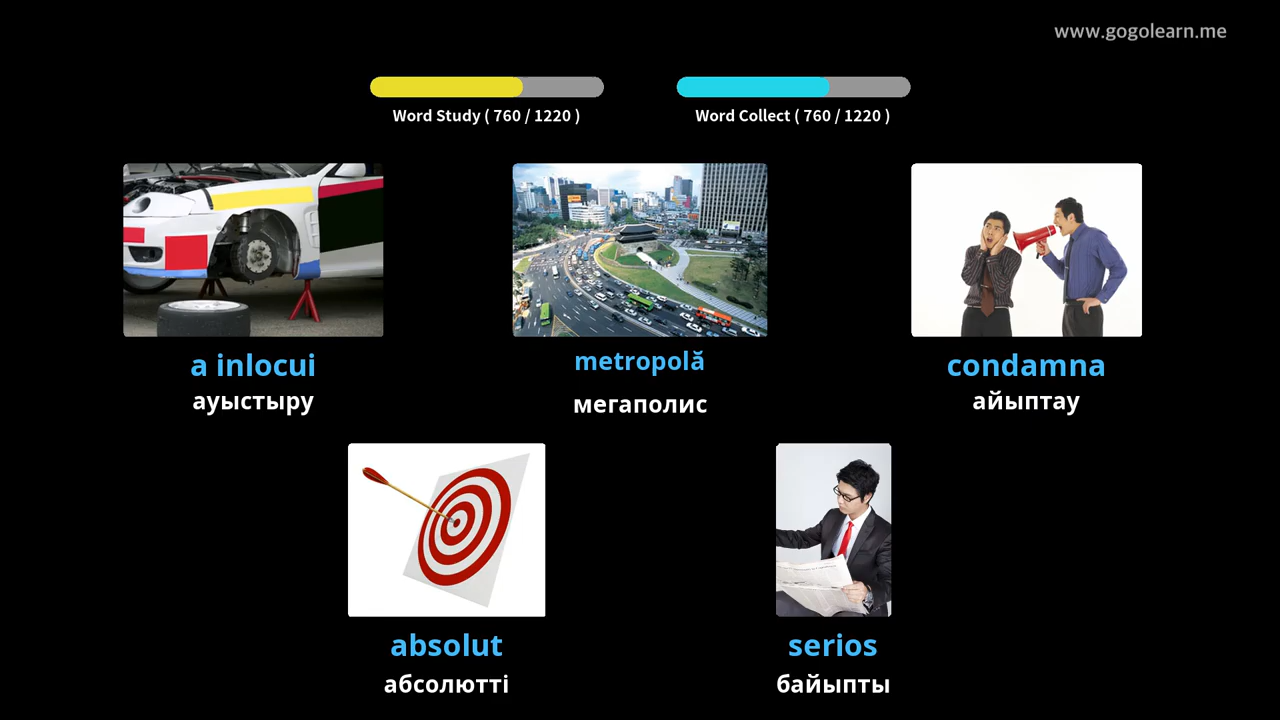 www.gogolearn.me
Word Study ( 760 / 1220 )
Word Collect ( 760 / 1220 )
a inlocui
ауыстыру
metropolă
мегаполис
condamna
айыптау
absolut
абсолютті
serios
байыпты